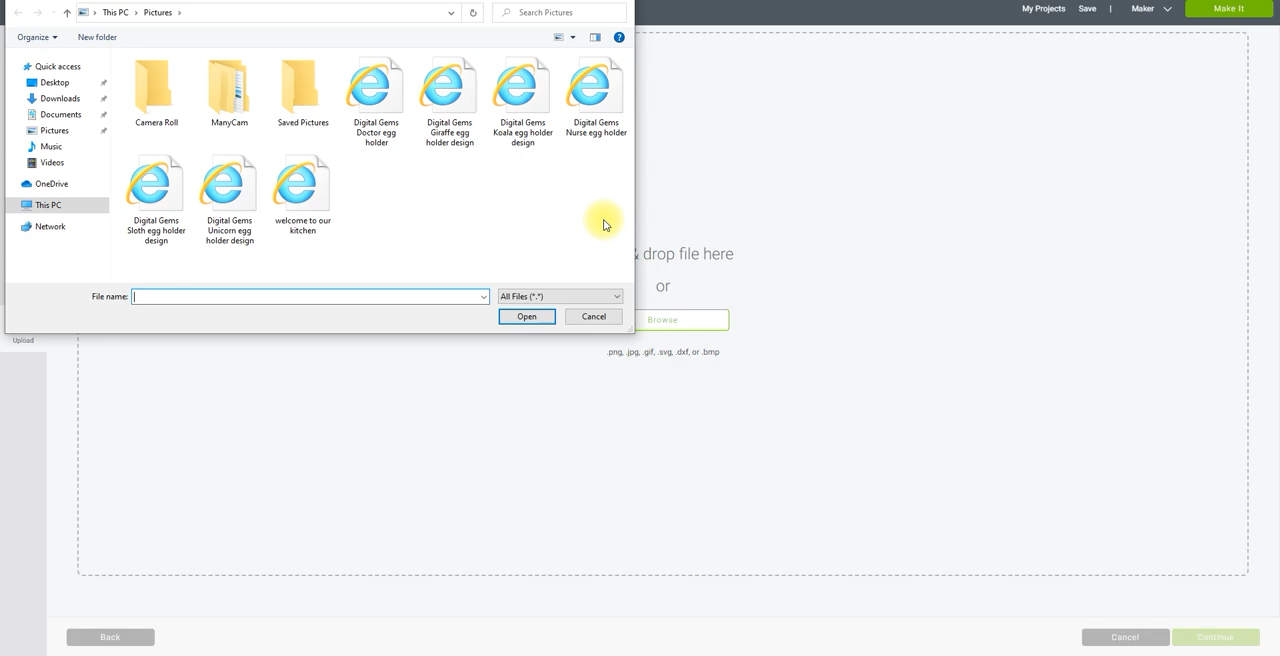 This PC > Pictures >
Search Pictures
My Projects Save | Maker Make It
Organize New folder
Quick access
Desktop
Downloads
Documents
Pictures
Music
Videos
OneDrive
This PC
Network
Camera Roll
ManyCam
Saved Pictures
Digital Gems
Doctor egg
holder
Digital Gems
Giraffe egg
holder design
Digital Gems
Koala egg holder
design
Digital Gems
Nurse egg holder
Digital Gems
Sloth egg holder
design
Digital Gems
Unicorn egg
holder design
welcome to our
kitchen
File name:
All Files (*.*)
Open Cancel
& drop file here
or
Browse
.png, .jpg, .gif, .svg, .dxf, or .bmp
Upload
Back
Cancel
Continue